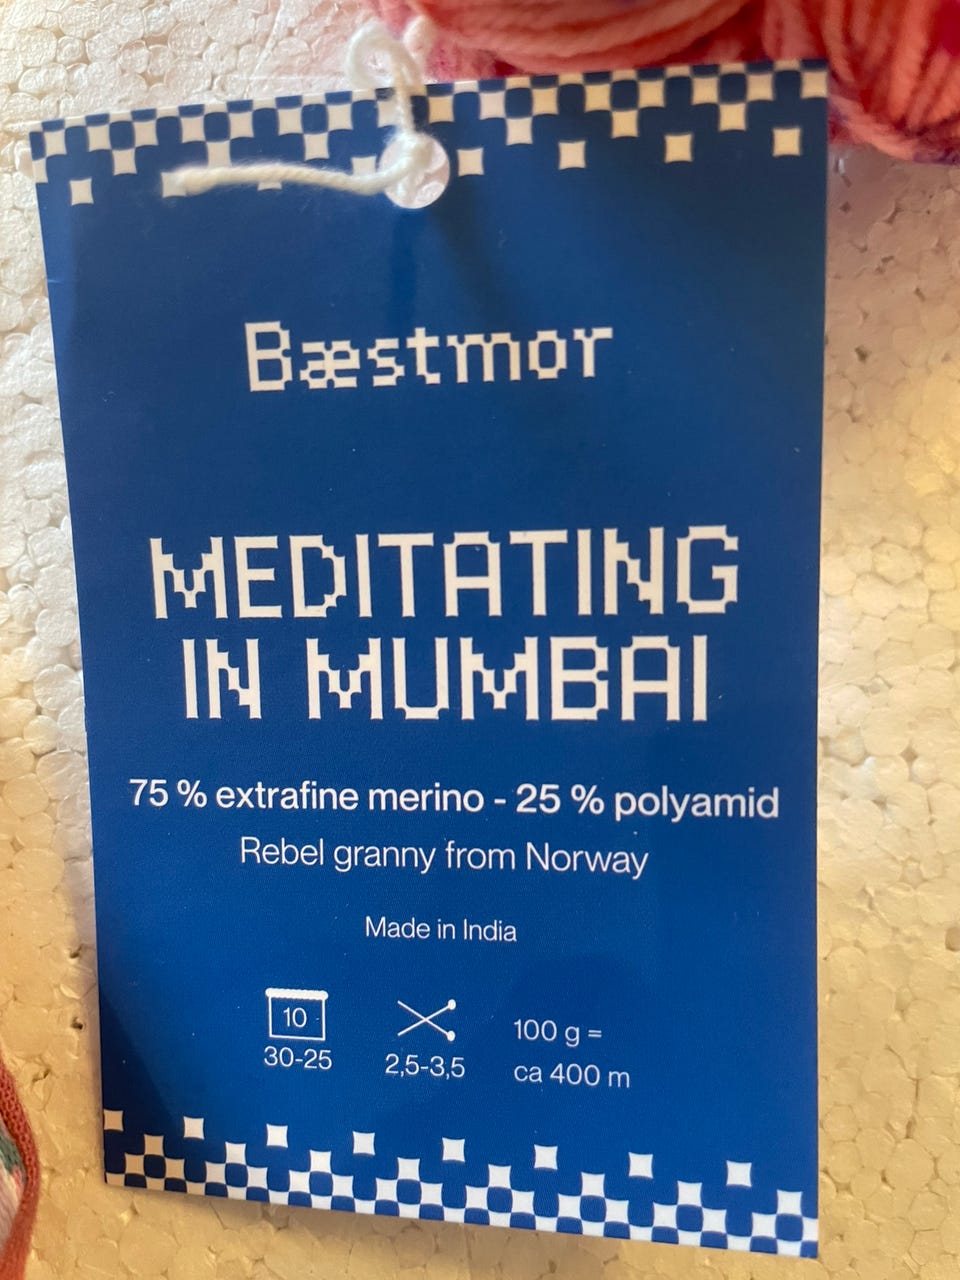 Bæstmor
MEDITATING
IN MUMBAI
75 % extrafine merino - 25 % polyamid
Rebel granny from Norway
Made in India
10
30-25
2,5-3,5
100 g =
ca 400 m